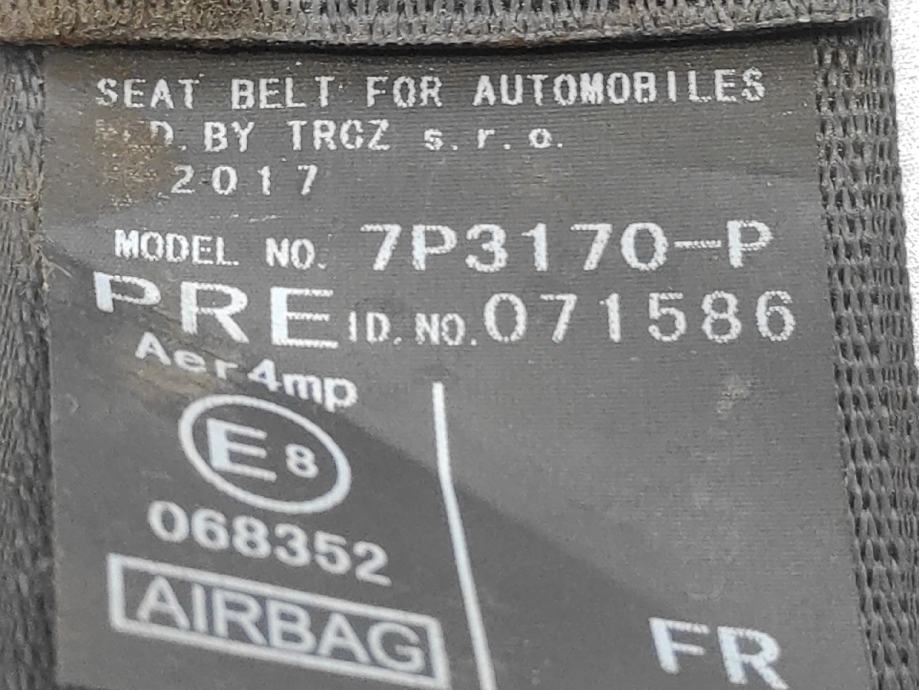 SEAT BELT FOR AUTOMOBILES
BY TRCZ s.r.o.
2017
MODEL NO. 7P3170-P
PRE ID.NO.071586
Aer4mp
E8
068352
AIRBAG
FR